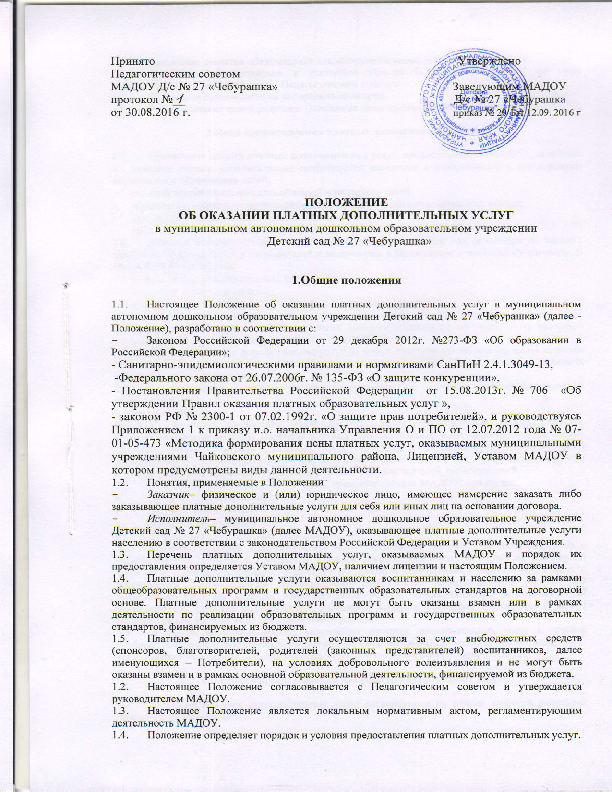 Принято
Педагогическим советом
МАДОУ Д/с № 27 «Чебурашка»
протокол № 1
от 30.08.2016 г.
Утверждено
Заведующим МАДОУ
Д/с № 27 «Чебурашка
приказ № 12.09. 2016 г
ПОЛОЖЕНИЕ
ОБ ОКАЗАНИИ ПЛАТНЫХ ДОПОЛНИТЕЛЬНЫХ УСЛУГ
в муниципальном автономном дошкольном образовательном учреждении
Детский сад № 27 «Чебурашка»
1.Общие положения
1.1. Настоящее Положение об оказании платных дополнительных услуг в муниципальном
автономном дошкольном образовательном учреждении Детский сад № 27 «Чебурашка» (далее -
Положение), разработано в соответствии с:
− Законом Российской Федерации от 29 декабря 2012г. №273-ФЗ «Об образовании в
Российской Федерации»;
- Санитарно-эпидемиологическими правилами и нормативами СанПиН 2.4.1.3049-13,
-Федерального закона от 26.07.2006г. № 135-ФЗ «О защите конкуренции»,
- Постановления Правительства Российской Федерации от 15.08.2013г. № 706 «Об
утверждении Правил оказания платных образовательных услуг »,
- законом РФ № 2300-1 от 07.02.1992г. «О защите прав потребителей», и руководствуясь
Приложением 1 к приказу и.о. начальника Управления О и ПО от 12.07.2012 года № 07-
01-05-473 «Методика формирования цены платных услуг, оказываемых муниципальными
учреждениями Чайковского муниципального района, Лицензией, Уставом МАДОУ в
котором предусмотрены виды данной деятельности.
1.2. Понятия, применяемые в Положении
− Заказчик– физическое и (или) юридическое лицо, имеющее намерение заказать либо
заказывающее платные дополнительные услуги для себя или иных лиц на основании договора.
− Исполнитель– муниципальное автономное дошкольное образовательное учреждение
Детский сад № 27 «Чебурашка» (далее МАДОУ), оказывающее платные дополнительные услуги
населению в соответствии с законодательством Российской Федерации и Уставом Учреждения.
1.3. Перечень платных дополнительных услуг, оказываемых МАДОУ и порядок их
предоставления определяется Уставом МАДОУ, наличием лицензии и настоящим Положением.
1.4. Платные дополнительные услуги оказываются воспитанникам и населению за рамками
общеобразовательных программ и государственных образовательных стандартов на договорной
основе. Платные дополнительные услуги не могут быть оказаны взамен или в рамках
деятельности по реализации образовательных программ и государственных образовательных
стандартов, финансируемых из бюджета.
1.5. Платные дополнительные услуги осуществляются за счет внебюджетных средств
(спонсоров, благотворителей, родителей (законных представителей) воспитанников, далее
именующихся – Потребители), на условиях добровольного волеизъявления и не могут быть
оказаны взамен и в рамках основной образовательной деятельности, финансируемой из бюджета.
1.2. Настоящее Положение согласовывается с Педагогическим советом и утверждается
руководителем МАДОУ.
1.3. Настоящее Положение является локальным нормативным актом, регламентирующим
деятельность МАДОУ.
1.4. Положение определяет порядок и условия предоставления платных дополнительных услуг.